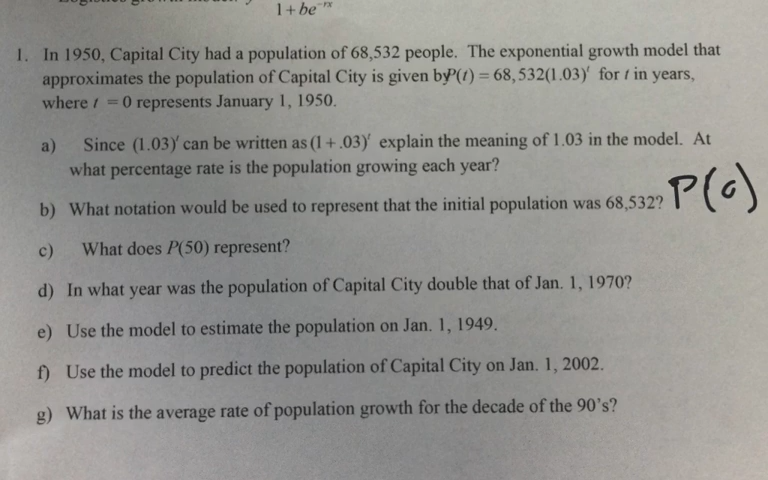 1+be^-rx
1. In 1950, Capital City had a population of 68,532 people. The exponential growth model that
approximates the population of Capital City is given byP(t) = 68,532(1.03)^t for t in years,
where t = 0 represents January 1, 1950.
a) Since (1.03)^t can be written as (1+.03)^t explain the meaning of 1.03 in the model. At
what percentage rate is the population growing each year?
b) What notation would be used to represent that the initial population was 68,532? P(0)
c) What does P(50) represent?
d) In what year was the population of Capital City double that of Jan. 1, 1970?
e) Use the model to estimate the population on Jan. 1, 1949.
f) Use the model to predict the population of Capital City on Jan. 1, 2002.
g) What is the average rate of population growth for the decade of the 90's?